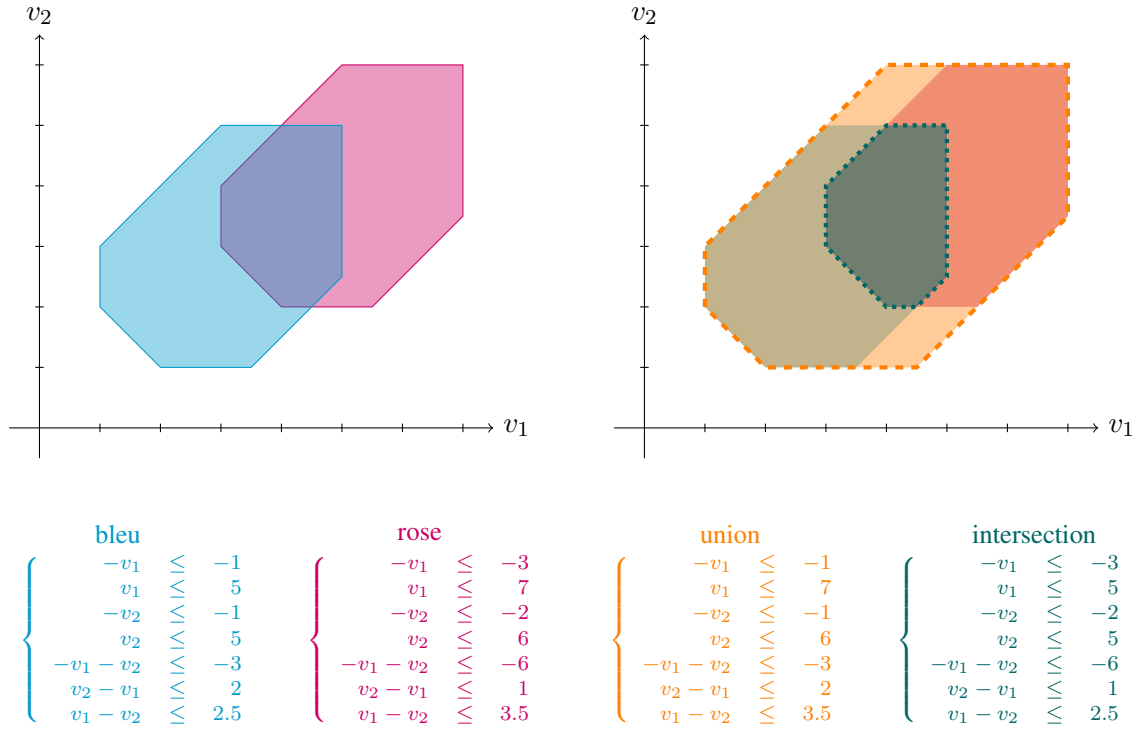 v₂
v₁
v₂
v₁
bleu
−v₁ ≤ −1
v₁ ≤ 5
−v₂ ≤ −1
v₂ ≤ 5
−v₁ − v₂ ≤ −3
v₂ − v₁ ≤ 2
v₁ − v₂ ≤ 2.5
rose
−v₁ ≤ −3
v₁ ≤ 7
−v₂ ≤ −2
v₂ ≤ 6
−v₁ − v₂ ≤ −6
v₂ − v₁ ≤ 1
v₁ − v₂ ≤ 3.5
union
−v₁ ≤ −1
v₁ ≤ 7
−v₂ ≤ −1
v₂ ≤ 6
−v₁ − v₂ ≤ −3
v₂ − v₁ ≤ 2
v₁ − v₂ ≤ 3.5
intersection
−v₁ ≤ −3
v₁ ≤ 5
−v₂ ≤ −2
v₂ ≤ 5
−v₁ − v₂ ≤ −6
v₂ − v₁ ≤ 1
v₁ − v₂ ≤ 2.5